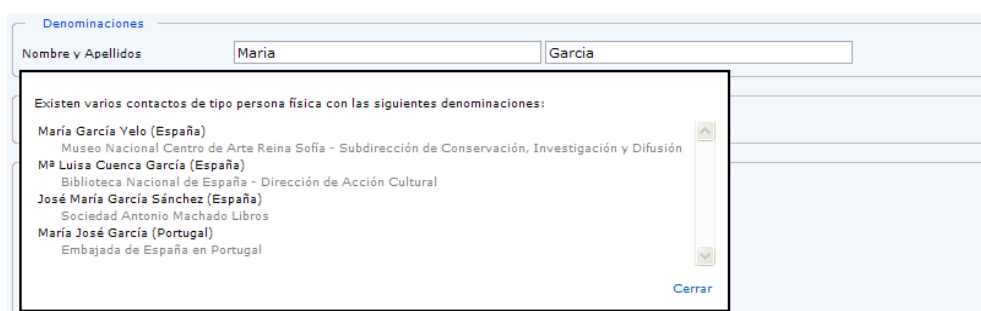 Denominaciones
Nombre y Apellidos Maria Garcia
Existen varios contactos de tipo persona física con las siguientes denominaciones:
María García Yelo (España)
Museo Nacional Centro de Arte Reina Sofía - Subdirección de Conservación, Investigación y Difusión
Mª Luisa Cuenca García (España)
Biblioteca Nacional de España - Dirección de Acción Cultural
José María García Sánchez (España)
Sociedad Antonio Machado Libros
María José García (Portugal)
Embajada de España en Portugal
Cerrar